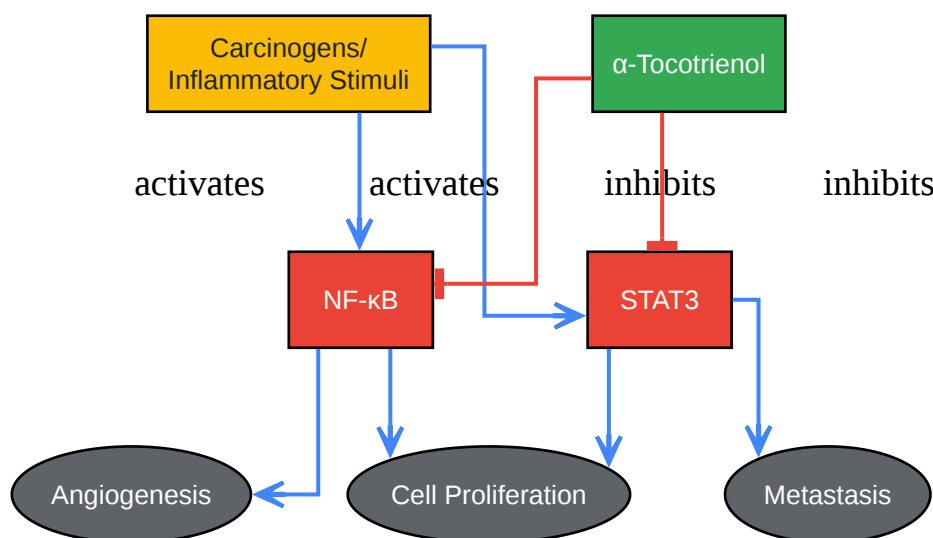 Carcinogens/
Inflammatory Stimuli
α-Tocotrienol
activates
activates
inhibits
inhibits
NF-κB
STAT3
Angiogenesis
Cell Proliferation
Metastasis